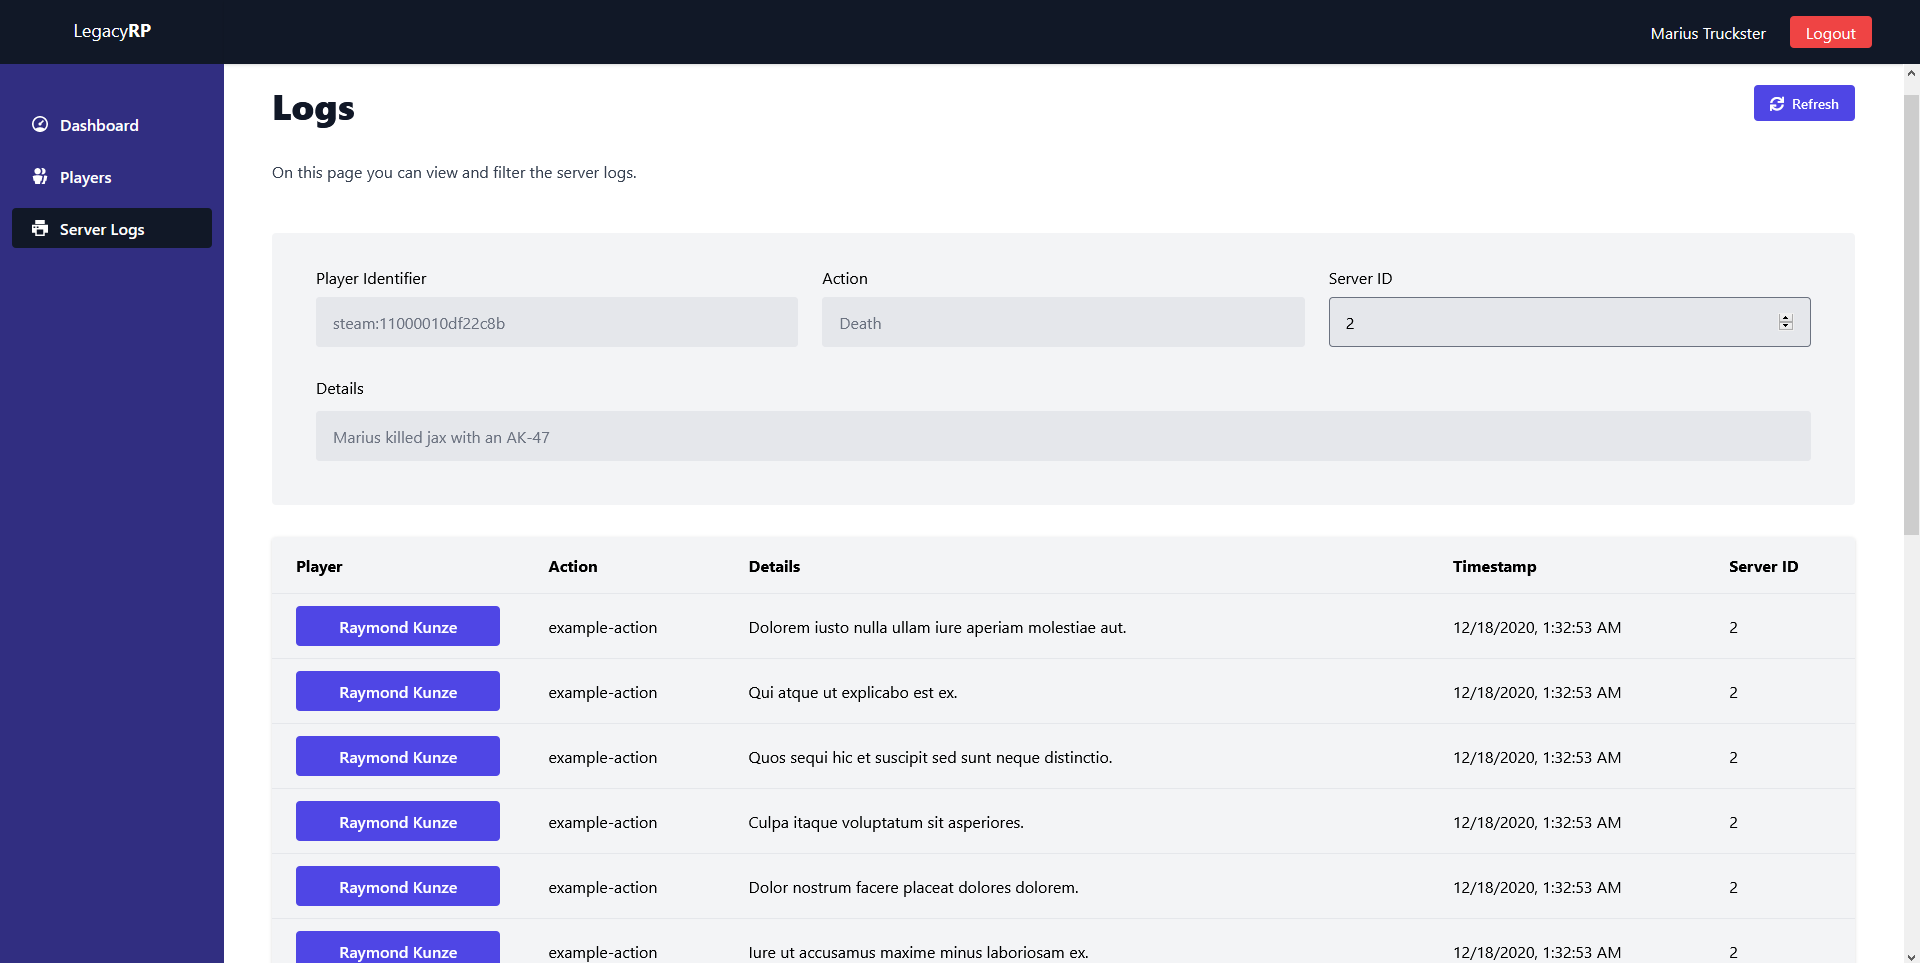 LegacyRP
Marius Truckster
Logout
Dashboard
Players
Server Logs
Logs
Refresh
On this page you can view and filter the server logs.
Player Identifier
Action
Server ID
steam:11000010df22c8b
Death
2
Details
Marius killed jax with an AK-47
Player Action Details Timestamp Server ID
Raymond Kunze example-action Dolorem iusto nulla ullam iure aperiam molestiae aut. 12/18/2020, 1:32:53 AM 2
Raymond Kunze example-action Qui atque ut explicabo est ex. 12/18/2020, 1:32:53 AM 2
Raymond Kunze example-action Quos sequi hic et suscipit sed sunt neque distinctio. 12/18/2020, 1:32:53 AM 2
Raymond Kunze example-action Culpa itaque voluptatum sit asperiores. 12/18/2020, 1:32:53 AM 2
Raymond Kunze example-action Dolor nostrum facere placeat dolores dolorem. 12/18/2020, 1:32:53 AM 2
Raymond Kunze example-action Iure ut accusamus maxime minus laboriosam ex. 12/18/2020, 1:32:53 AM 2